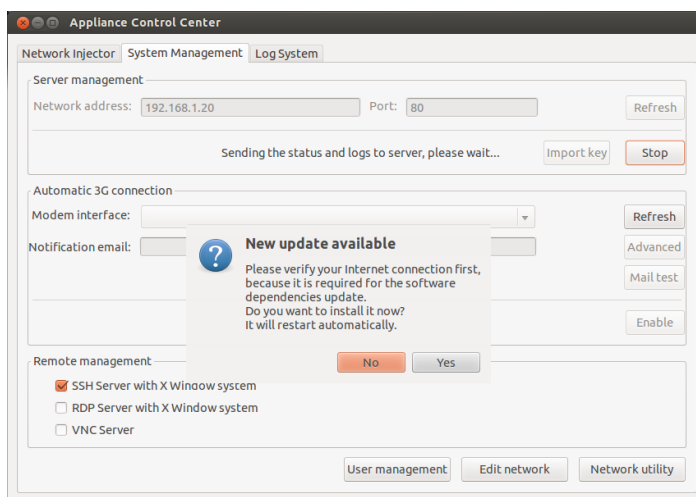 Appliance Control Center
Network Injector System Management Log System
Server management
Network address: 192.168.1.20 Port: 80 Refresh
Sending the status and logs to server, please wait... Import key Stop
Automatic 3G connection
Modem interface: Refresh
Notification email: Advanced
Mail test
Enable
New update available
Please verify your Internet connection first,
because it is required for the software
dependencies update.
Do you want to install it now?
It will restart automatically.
No Yes
Remote management
SSH Server with X Window system
RDP Server with X Window system
VNC Server
User management Edit network Network utility